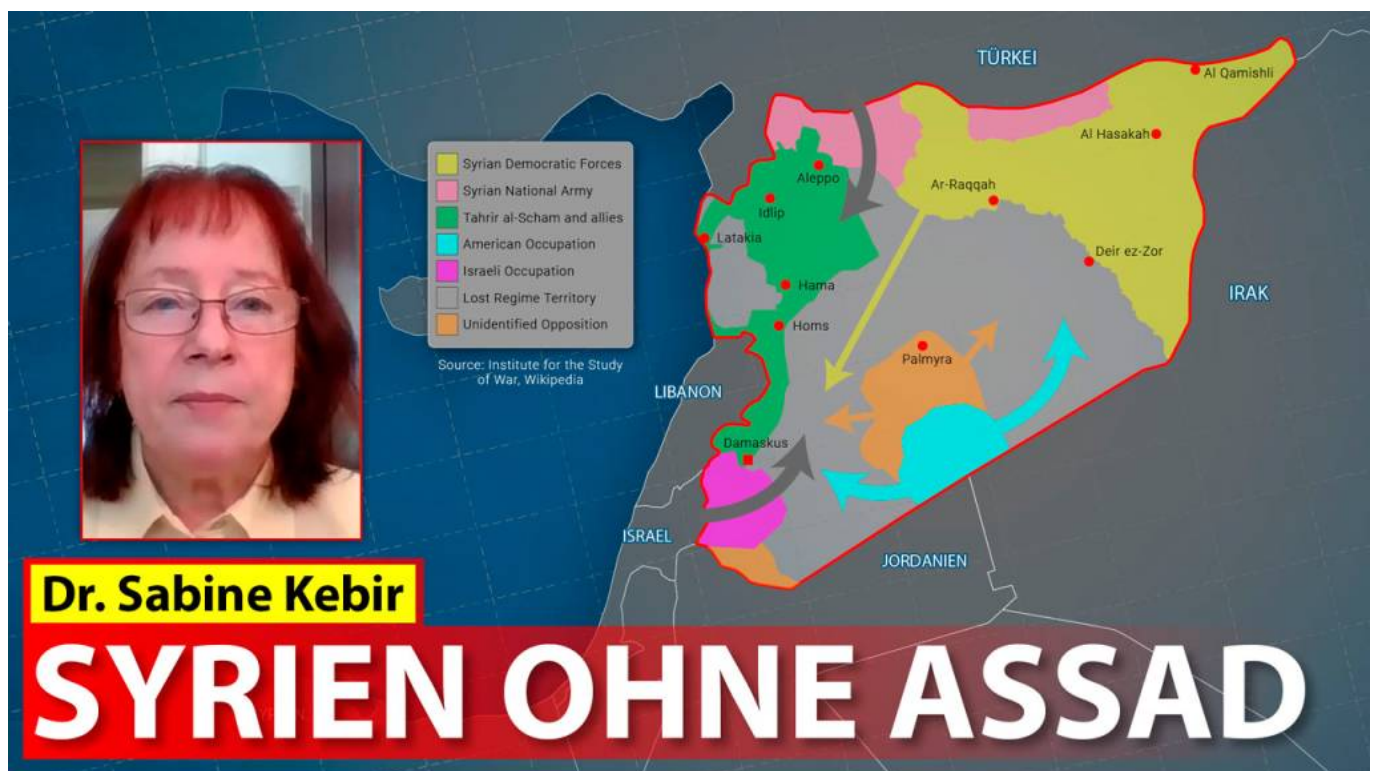 TÜRKEI
Al Qamishli
Al Hasakah
Syrian Democratic Forces
Syrian National Army
Tahrir al-Scham and allies
American Occupation
Israeli Occupation
Lost Regime Territory
Unidentified Opposition
Source: Institute for the Study
of War, Wikipedia
Aleppo
Idlip
Ar-Raqqah
Latakia
Deir ez-Zor
Hama
IRAK
Homs
Palmyra
LIBANON
Damaskus
ISRAEL
JORDANIEN
Dr. Sabine Kebir
SYRIEN OHNE ASSAD